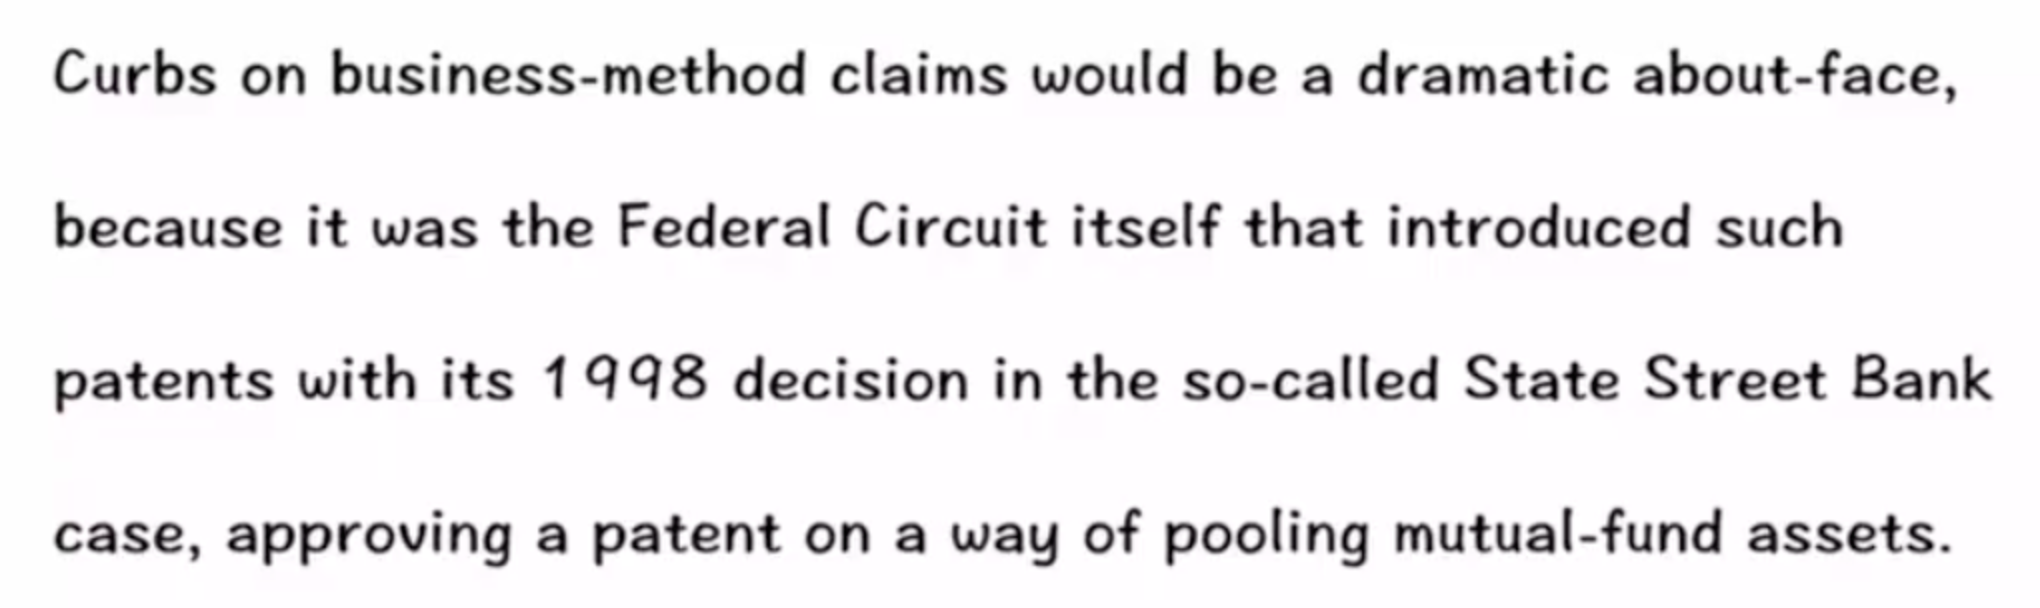 Curbs on business-method claims would be a dramatic about-face,
because it was the Federal Circuit itself that introduced such
patents with its 1998 decision in the so-called State Street Bank
case, approving a patent on a way of pooling mutual-fund assets.